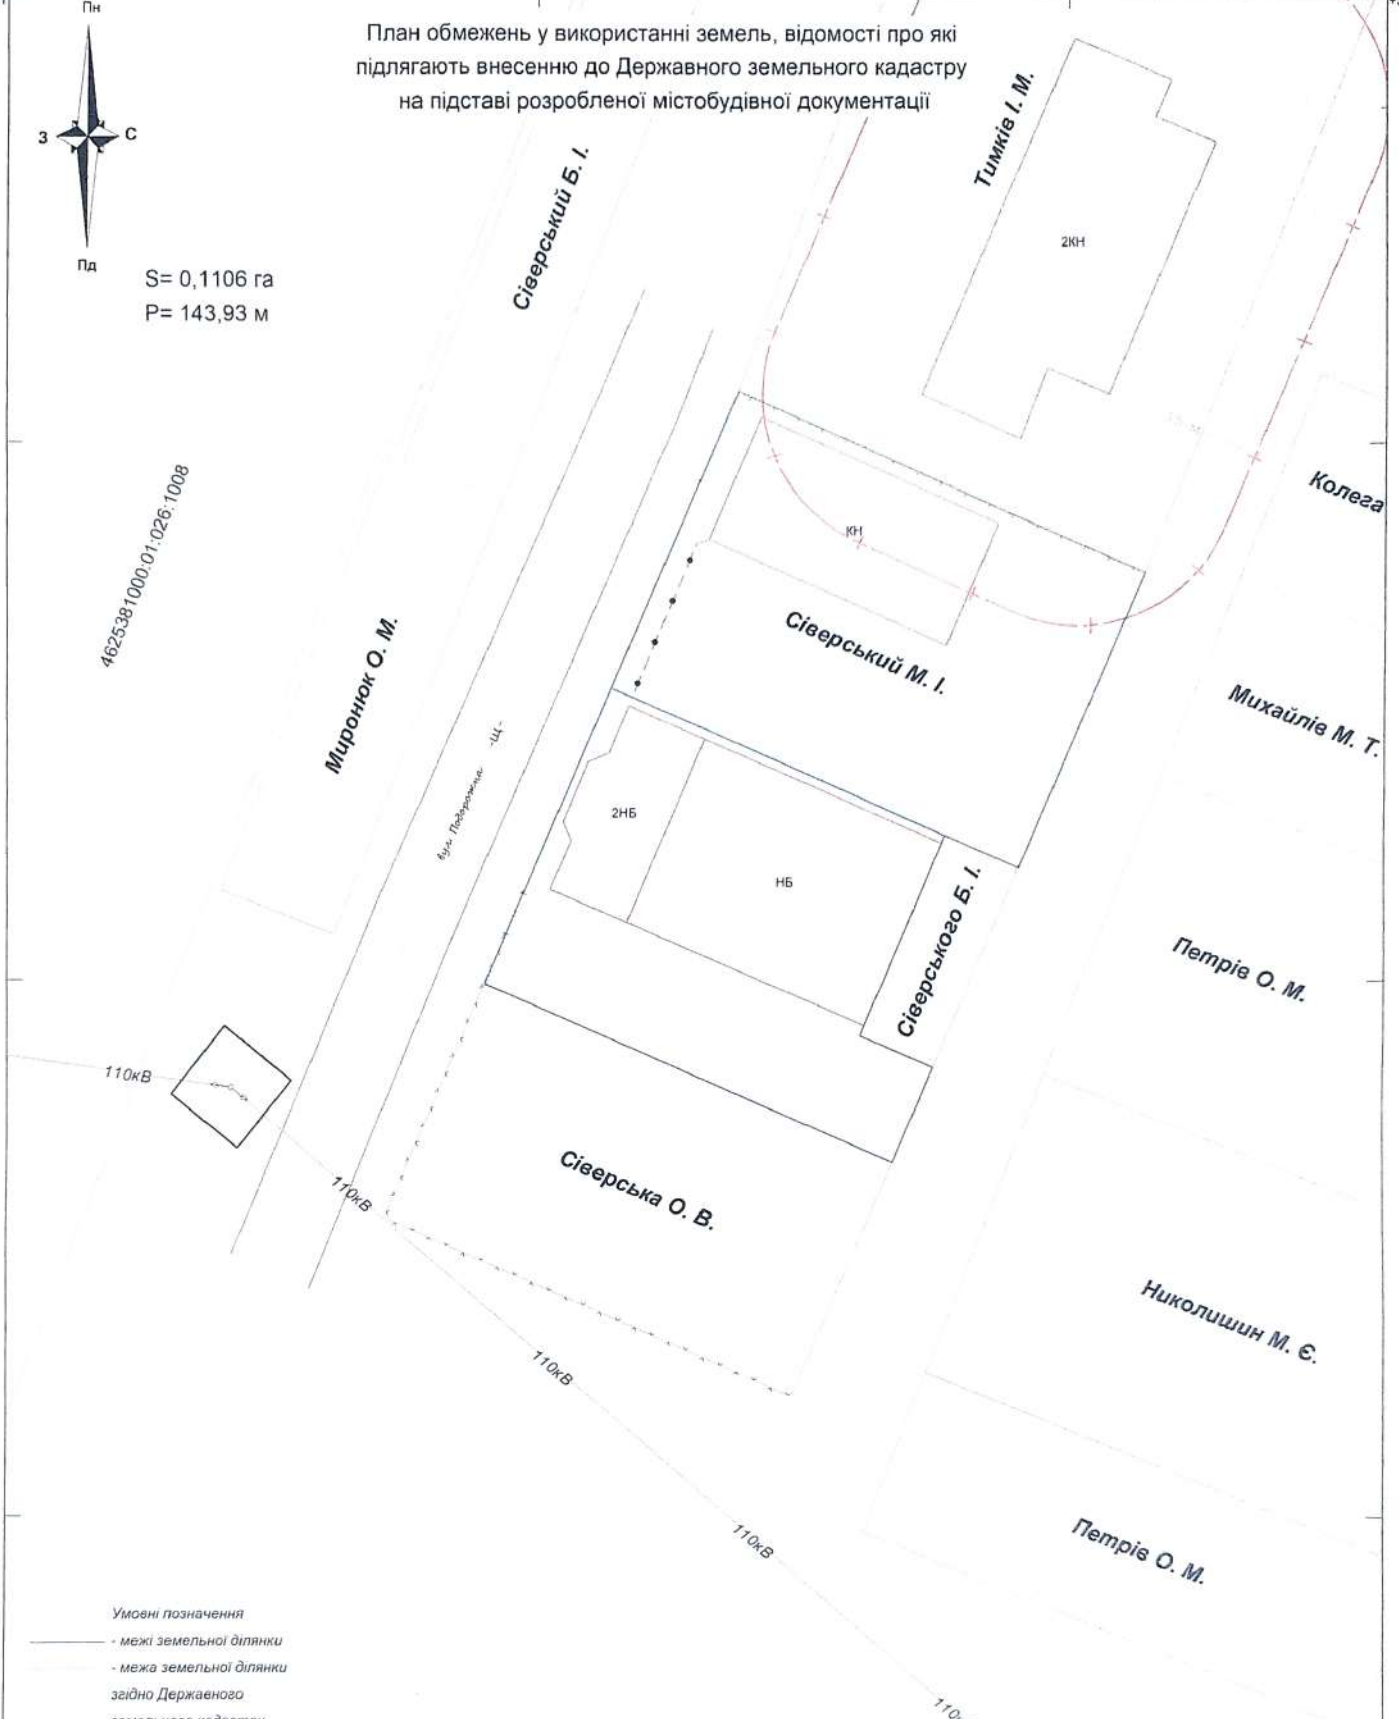 Пн
План обмежень у використанні земель, відомості про які
підлягають внесенню до Державного земельного кадастру
на підставі розробленої містобудівної документації
З
С
Пд
S= 0,1106 га
P= 143,93 м
Сіверський Б. І.
Тимків І. М.
2КН
Колега
4625381000:01:026:1008
КН
Сіверський М. І.
Миронюк О. М.
Михайлів М. Т.
вул. Подорожна
-Щ-
2НБ
НБ
Сіверського Б. І.
Петрів О. М.
110кВ
110кВ
Сіверська О. В.
Николишин М. Є.
110кВ
110кВ
Петрів О. М.
Умовні позначення
- межі земельної ділянки
- межа земельної ділянки
згідно Державного